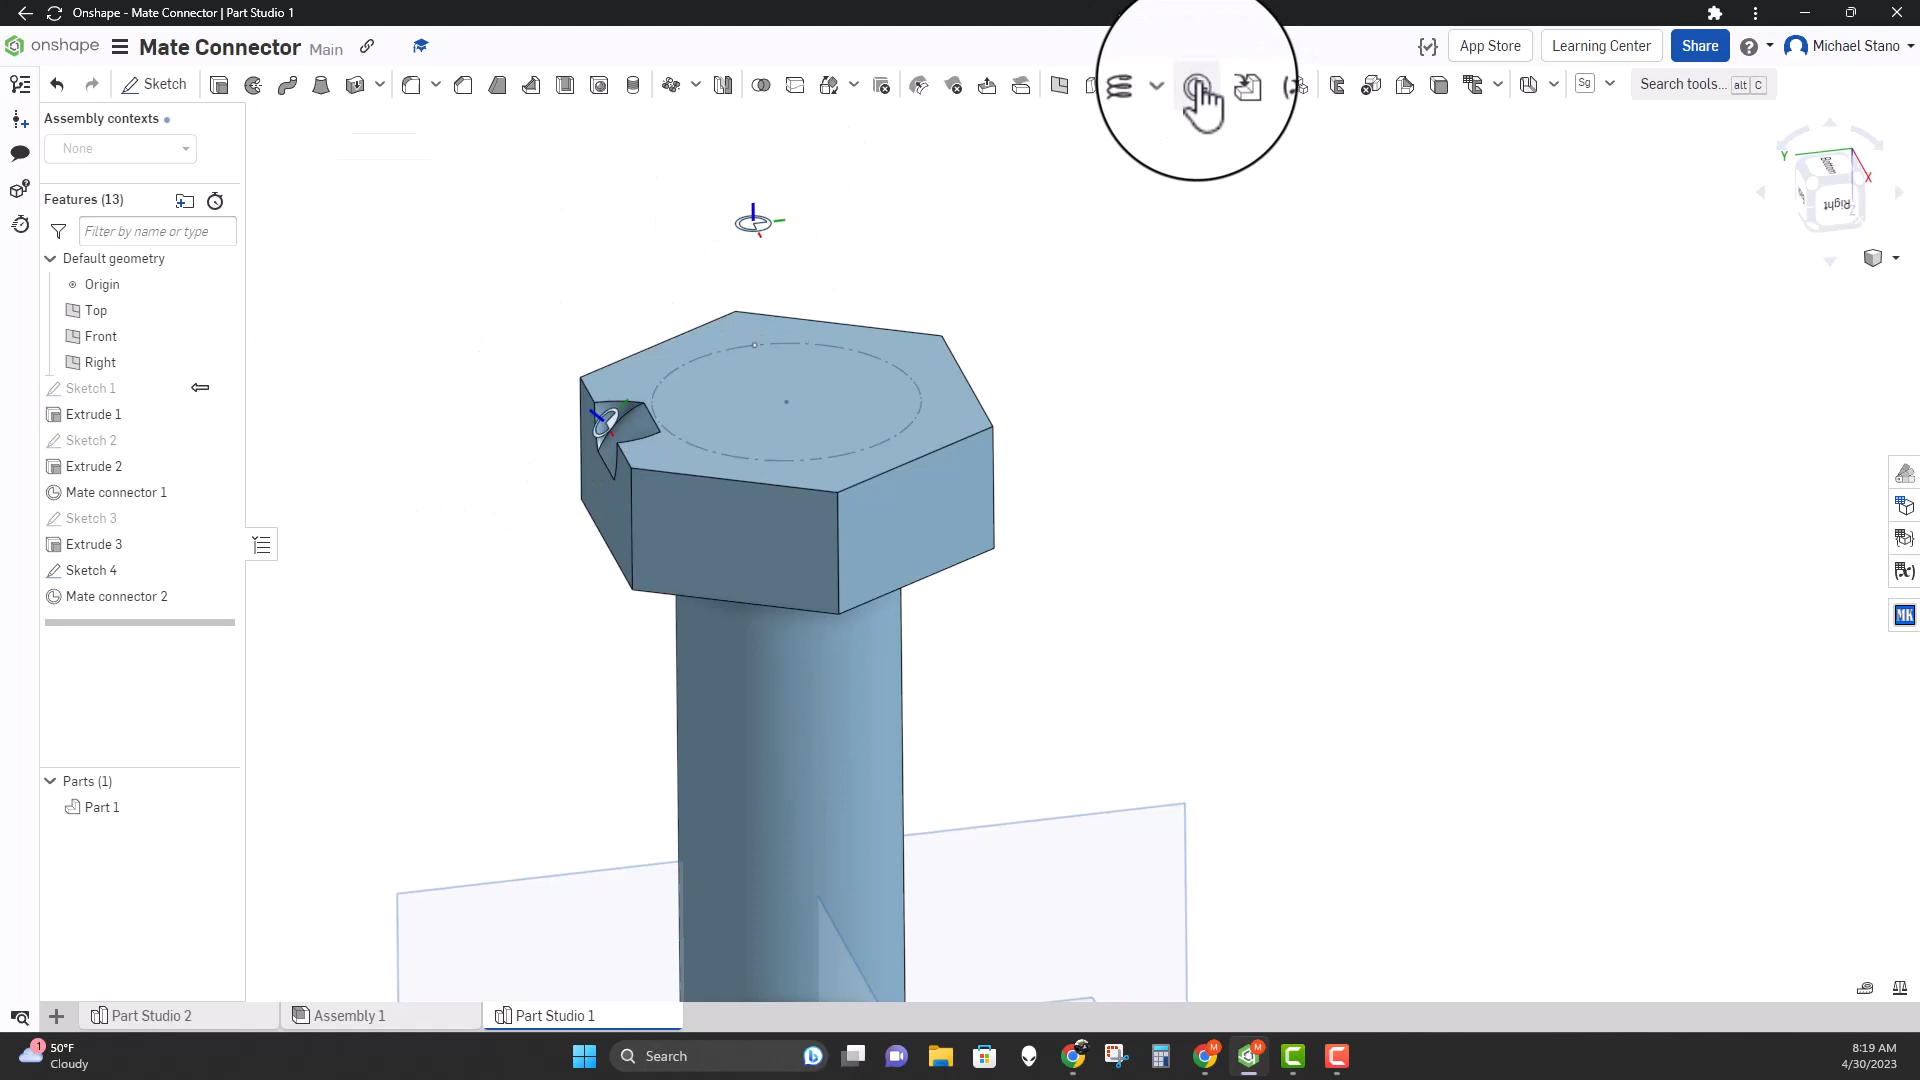 Onshape - Mate Connector | Part Studio 1
onshape
Mate Connector
Main
App Store
Learning Center
Share
Michael Stano
Sketch
Sg
Search tools... alt C
Assembly contexts
None
Features (13)
Filter by name or type
Default geometry
Origin
Top
Front
Right
Sketch 1
Extrude 1
Sketch 2
Extrude 2
Mate connector 1
Sketch 3
Extrude 3
Sketch 4
Mate connector 2
Parts (1)
Part 1
Y
X
Z
Bottom
Right
(x)
MK
Part Studio 2
Assembly 1
Part Studio 1
1
50°F
Cloudy
Search
M
M
8:19 AM
4/30/2023